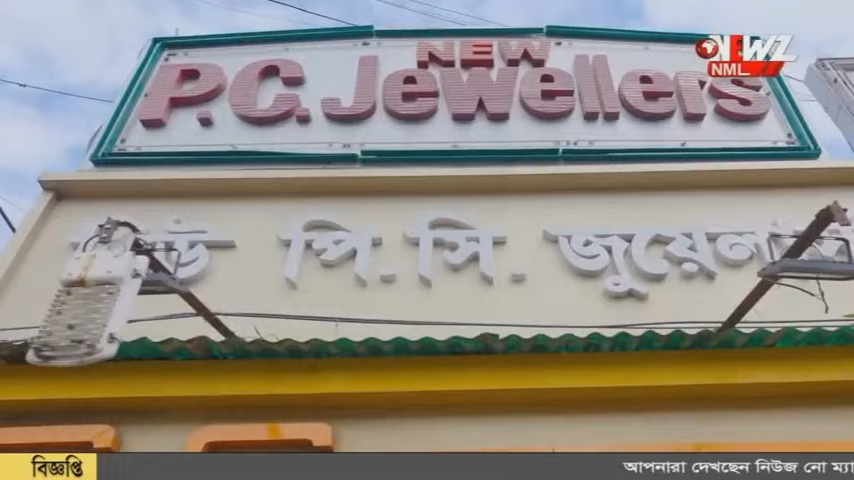 NEW
P.C. Jewellers
NEWZ
NML
নিউ পি.সি. জুয়েলার্স
বিজ্ঞপ্তি
আপনারা দেখছেন নিউজ নো ম্যা